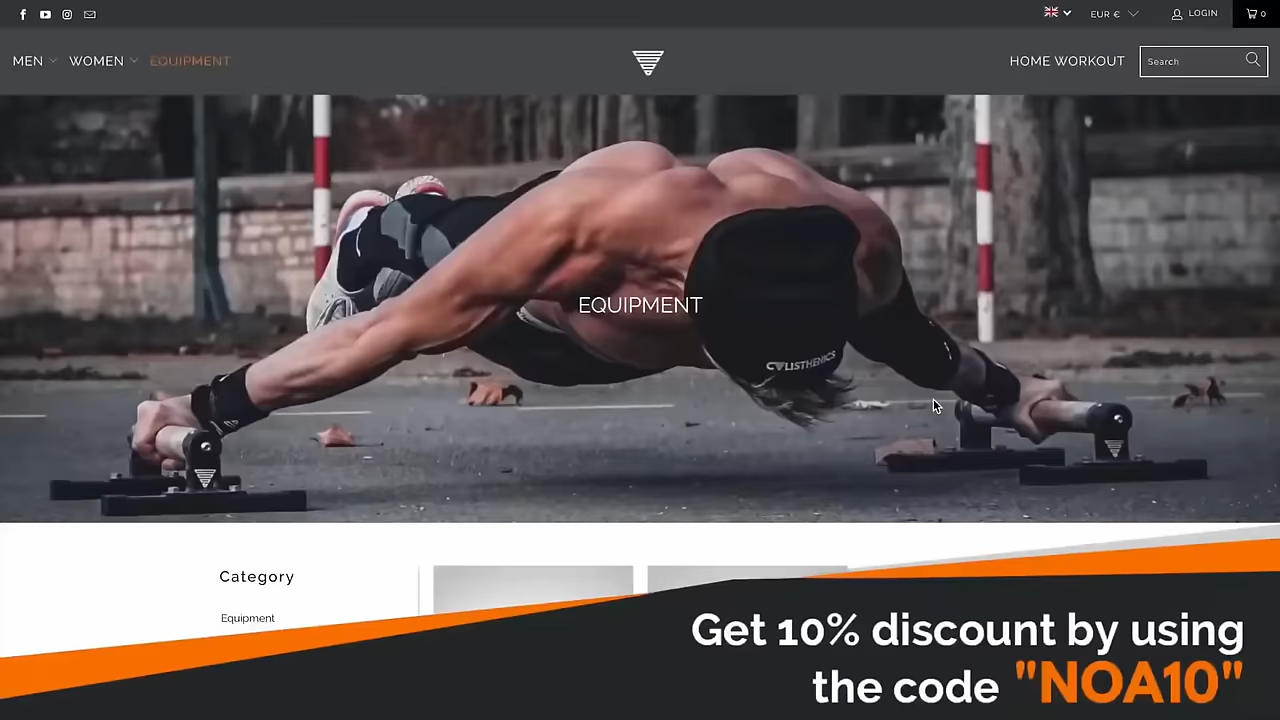 EUR €
LOGIN
0
MEN
WOMEN
EQUIPMENT
HOME WORKOUT
Search
EQUIPMENT
CALISTHENICS
Category
Equipment
Get 10% discount by using
the code "NOA10"